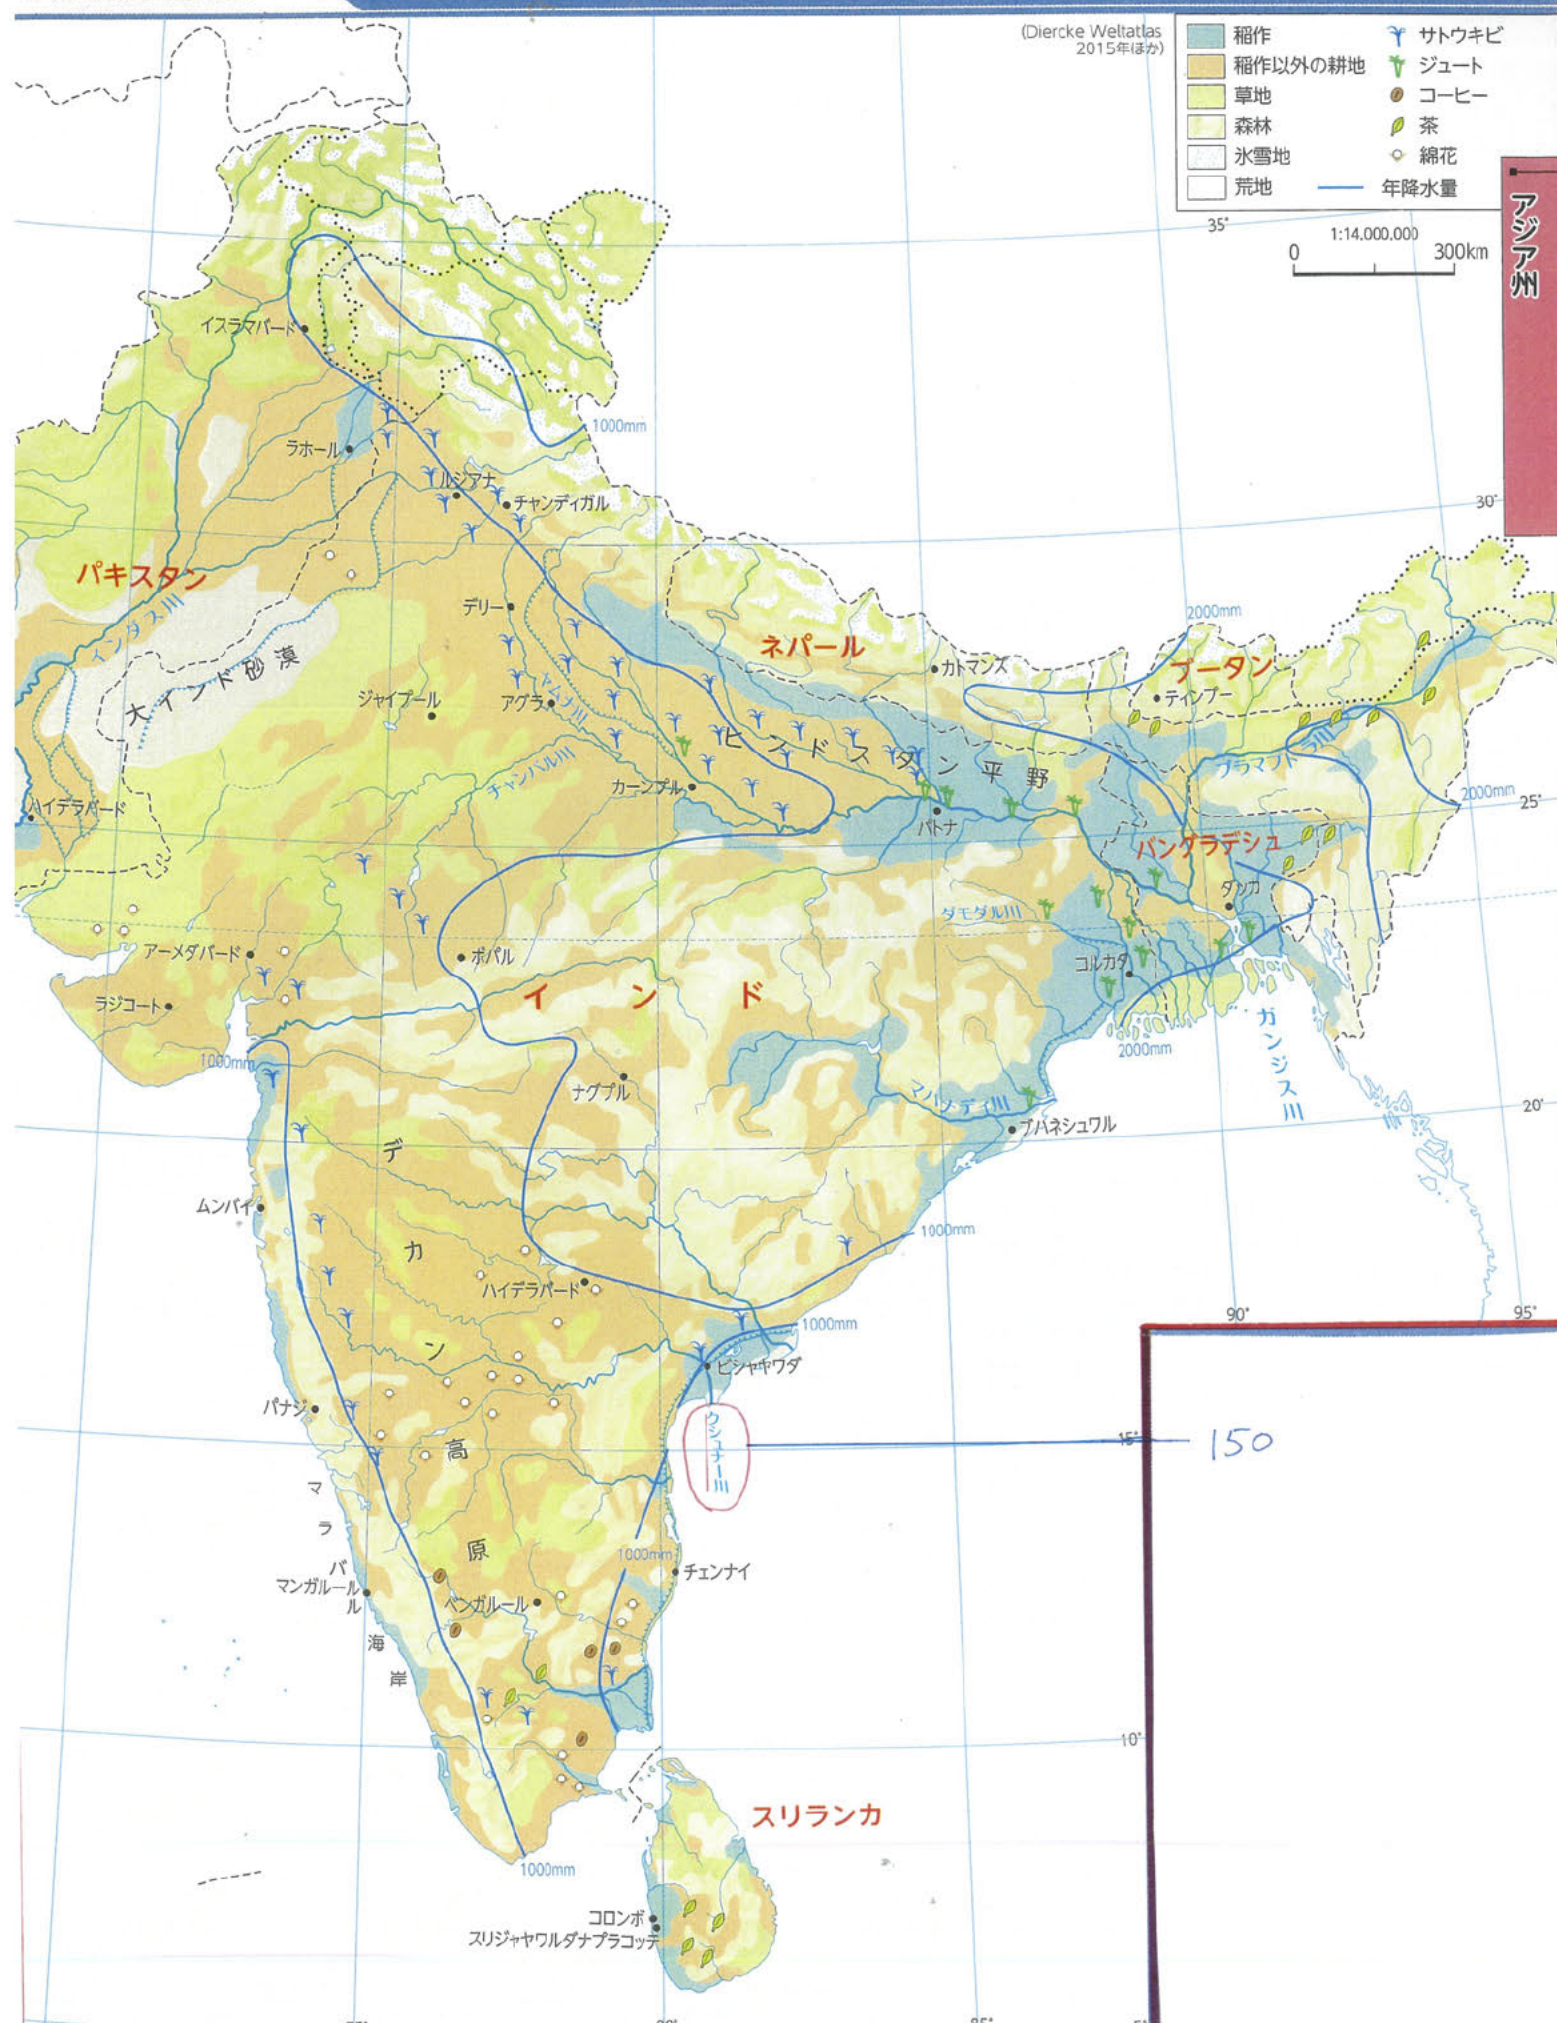 (Diercke Weltatlas
2015年ほか)
稲作
稲作以外の耕地
草地
森林
氷雪地
荒地
サトウキビ
ジュート
コーヒー
茶
綿花
年降水量
アジア州
35°
1:14.000.000
0
300km
イスラマバード
1000mm
ラホール
ルジアナ
チャンディガル
30°
パキスタン
インダス川
デリー
2000mm
ネパール
カトマンズ
ブータン
ティンプー
大インド砂漠
ジャイプール
アグラ
ヤムナ川
ヒンドスタン平野
チャンバル川
カーンプル
ブラマプトラ川
2000mm
25°
ハイデラバード
パトナ
バングラデシュ
ダッカ
ダモダル川
アーメダバード
ボパル
コルカタ
インド
ラジコート
ガンジス川
2000mm
1000mm
ナグプル
マハナディ川
ブバネシュワル
20°
デカン高原
ムンバイ
1000mm
ハイデラバード
90°
95°
1000mm
ビシャヤワダ
パナジ
クシュナー川
15°
150
マラバル海岸
1000mm
チェンナイ
マンガルール
ベンガルール
10°
スリランカ
1000mm
コロンボ
スリジャヤワルダナプラコッテ
85°